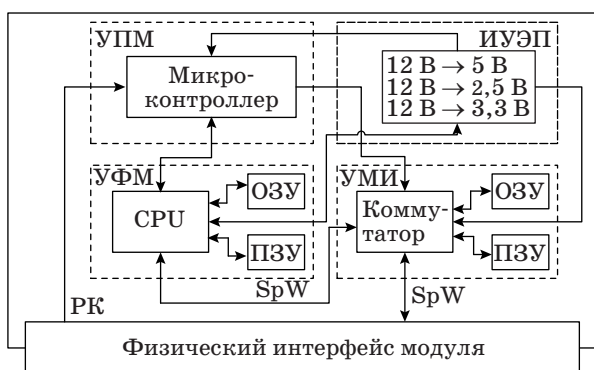 УПМ
ИУЭП
Микро-
контроллер
12 В → 5 В
12 В → 2,5 В
12 В → 3,3 В
УФМ
CPU
ОЗУ
ПЗУ
УМИ
Комму-
татор
ОЗУ
ПЗУ
SpW
SpW
РК
Физический интерфейс модуля